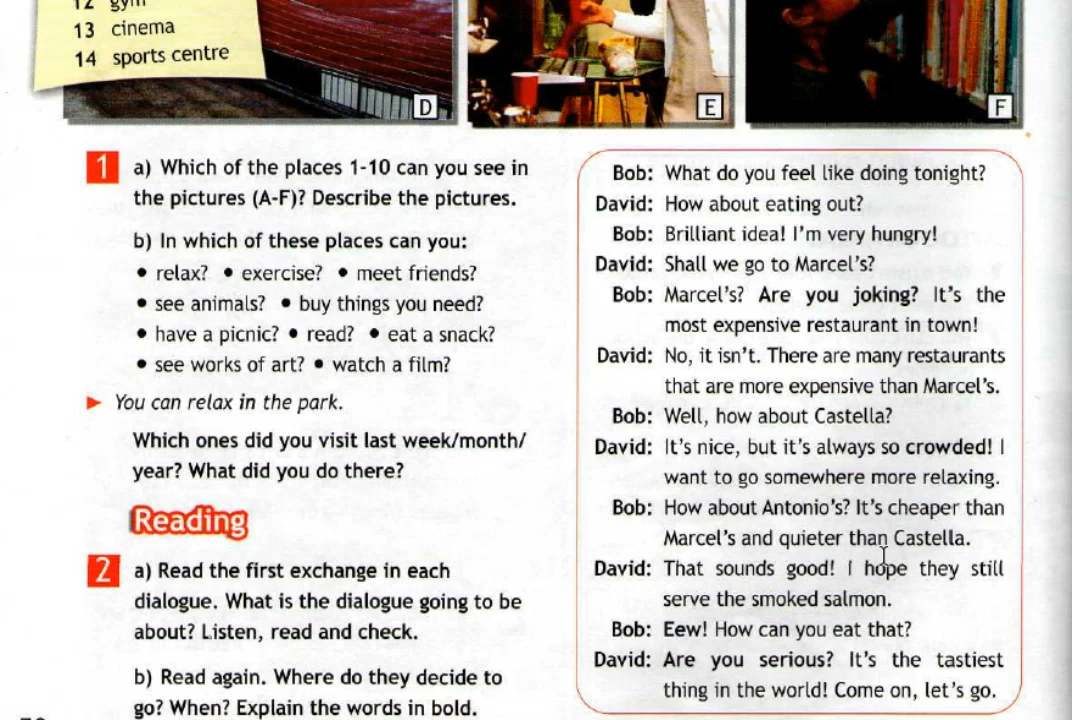 12 gym
13 cinema
14 sports centre
D
E
F
1 a) Which of the places 1-10 can you see in
the pictures (A-F)? Describe the pictures.
b) In which of these places can you:
• relax? • exercise? • meet friends?
• see animals? • buy things you need?
• have a picnic? • read? • eat a snack?
• see works of art? • watch a film?
► You can relax in the park.
Which ones did you visit last week/month/
year? What did you do there?
Reading
2 a) Read the first exchange in each
dialogue. What is the dialogue going to be
about? Listen, read and check.
b) Read again. Where do they decide to
go? When? Explain the words in bold.
Bob: What do you feel like doing tonight?
David: How about eating out?
Bob: Brilliant idea! I'm very hungry!
David: Shall we go to Marcel's?
Bob: Marcel's? Are you joking? It's the
most expensive restaurant in town!
David: No, it isn't. There are many restaurants
that are more expensive than Marcel's.
Bob: Well, how about Castella?
David: It's nice, but it's always so crowded! I
want to go somewhere more relaxing.
Bob: How about Antonio's? It's cheaper than
Marcel's and quieter than Castella.
David: That sounds good! I hope they still
serve the smoked salmon.
Bob: Eew! How can you eat that?
David: Are you serious? It's the tastiest
thing in the world! Come on, let's go.